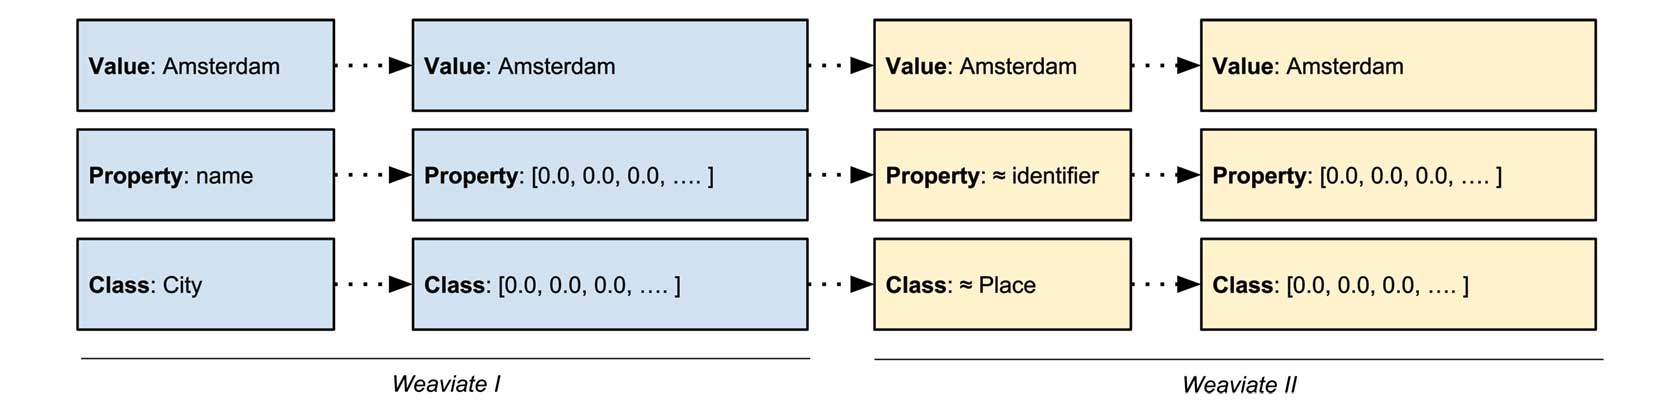 Value: Amsterdam
Value: Amsterdam
Value: Amsterdam
Value: Amsterdam
Property: name
Property: [0.0, 0.0, 0.0, …. ]
Property: ≈ identifier
Property: [0.0, 0.0, 0.0, …. ]
Class: City
Class: [0.0, 0.0, 0.0, …. ]
Class: ≈ Place
Class: [0.0, 0.0, 0.0, …. ]
Weaviate I
Weaviate II